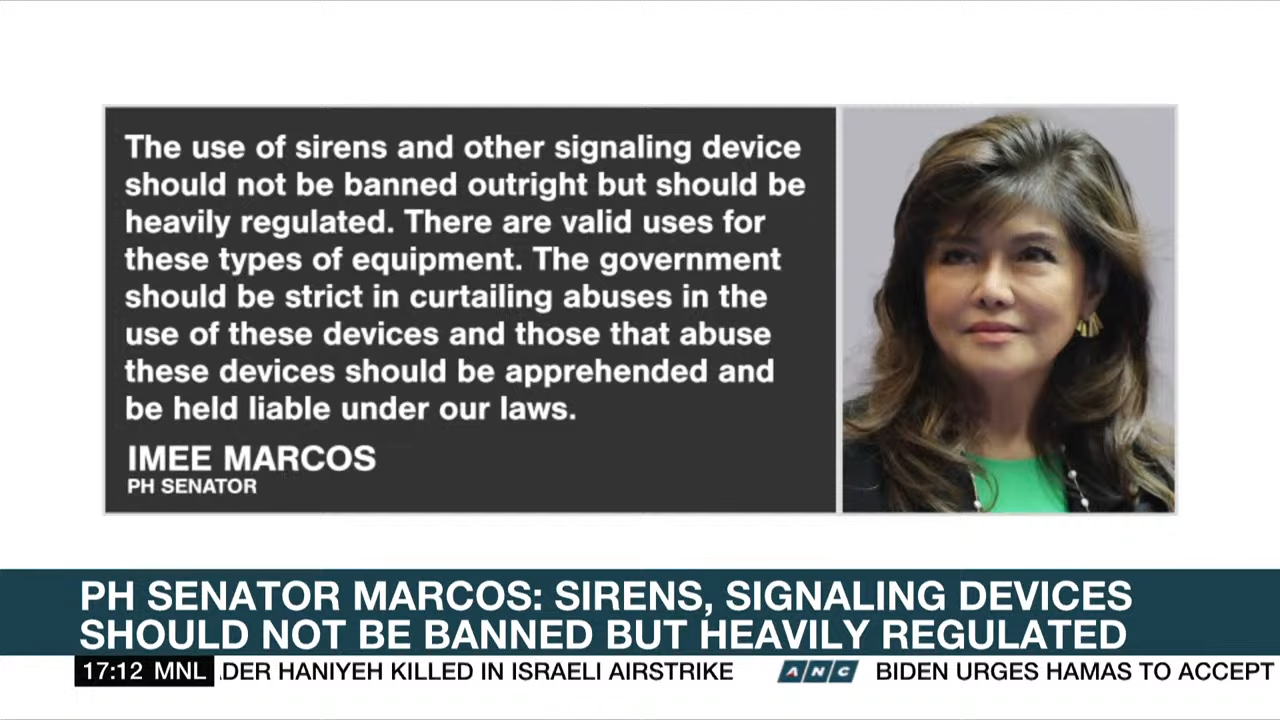 The use of sirens and other signaling device
should not be banned outright but should be
heavily regulated. There are valid uses for
these types of equipment. The government
should be strict in curtailing abuses in the
use of these devices and those that abuse
these devices should be apprehended and
be held liable under our laws.
IMEE MARCOS
PH SENATOR
PH SENATOR MARCOS: SIRENS, SIGNALING DEVICES
SHOULD NOT BE BANNED BUT HEAVILY REGULATED
17:12 MNL DER HANIYEH KILLED IN ISRAELI AIRSTRIKE ANC BIDEN URGES HAMAS TO ACCEPT